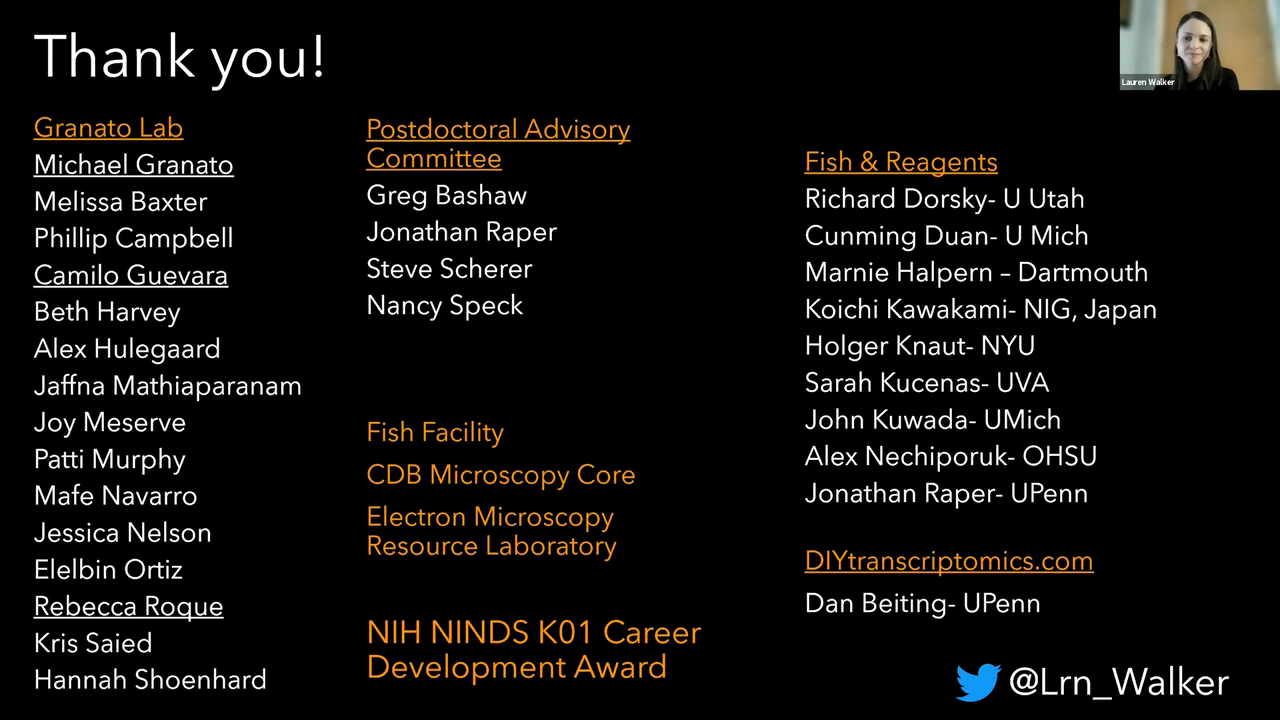 Thank you!
Lauren Walker
Granato Lab
Michael Granato
Melissa Baxter
Phillip Campbell
Camilo Guevara
Beth Harvey
Alex Hulegaard
Jaffna Mathiaparanam
Joy Meserve
Patti Murphy
Mafe Navarro
Jessica Nelson
Elelbin Ortiz
Rebecca Roque
Kris Saied
Hannah Shoenhard
Postdoctoral Advisory
Committee
Greg Bashaw
Jonathan Raper
Steve Scherer
Nancy Speck
Fish Facility
CDB Microscopy Core
Electron Microscopy
Resource Laboratory
NIH NINDS K01 Career
Development Award
Fish & Reagents
Richard Dorsky- U Utah
Cunming Duan- U Mich
Marnie Halpern – Dartmouth
Koichi Kawakami- NIG, Japan
Holger Knaut- NYU
Sarah Kucenas- UVA
John Kuwada- UMich
Alex Nechiporuk- OHSU
Jonathan Raper- UPenn
DIYtranscriptomics.com
Dan Beiting- UPenn
@Lrn_Walker